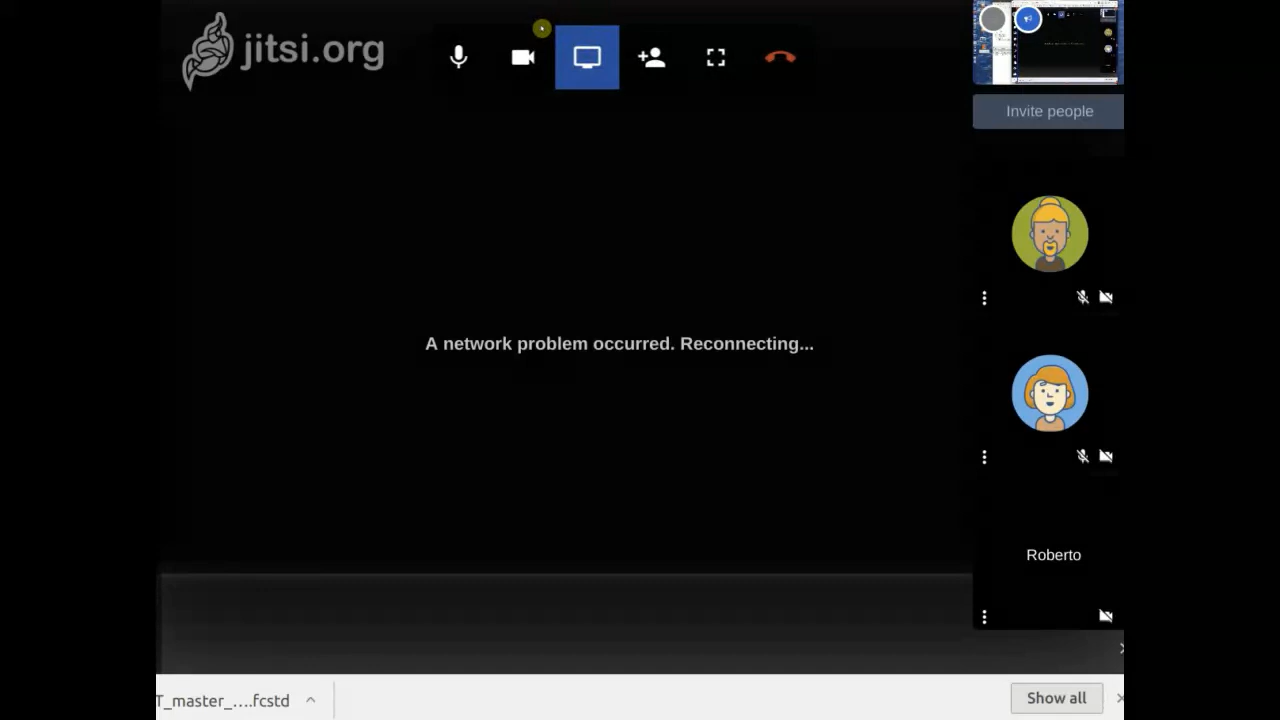 jitsi.org
Invite people
A network problem occurred. Reconnecting...
Roberto
T_master_....fcstd
Show all